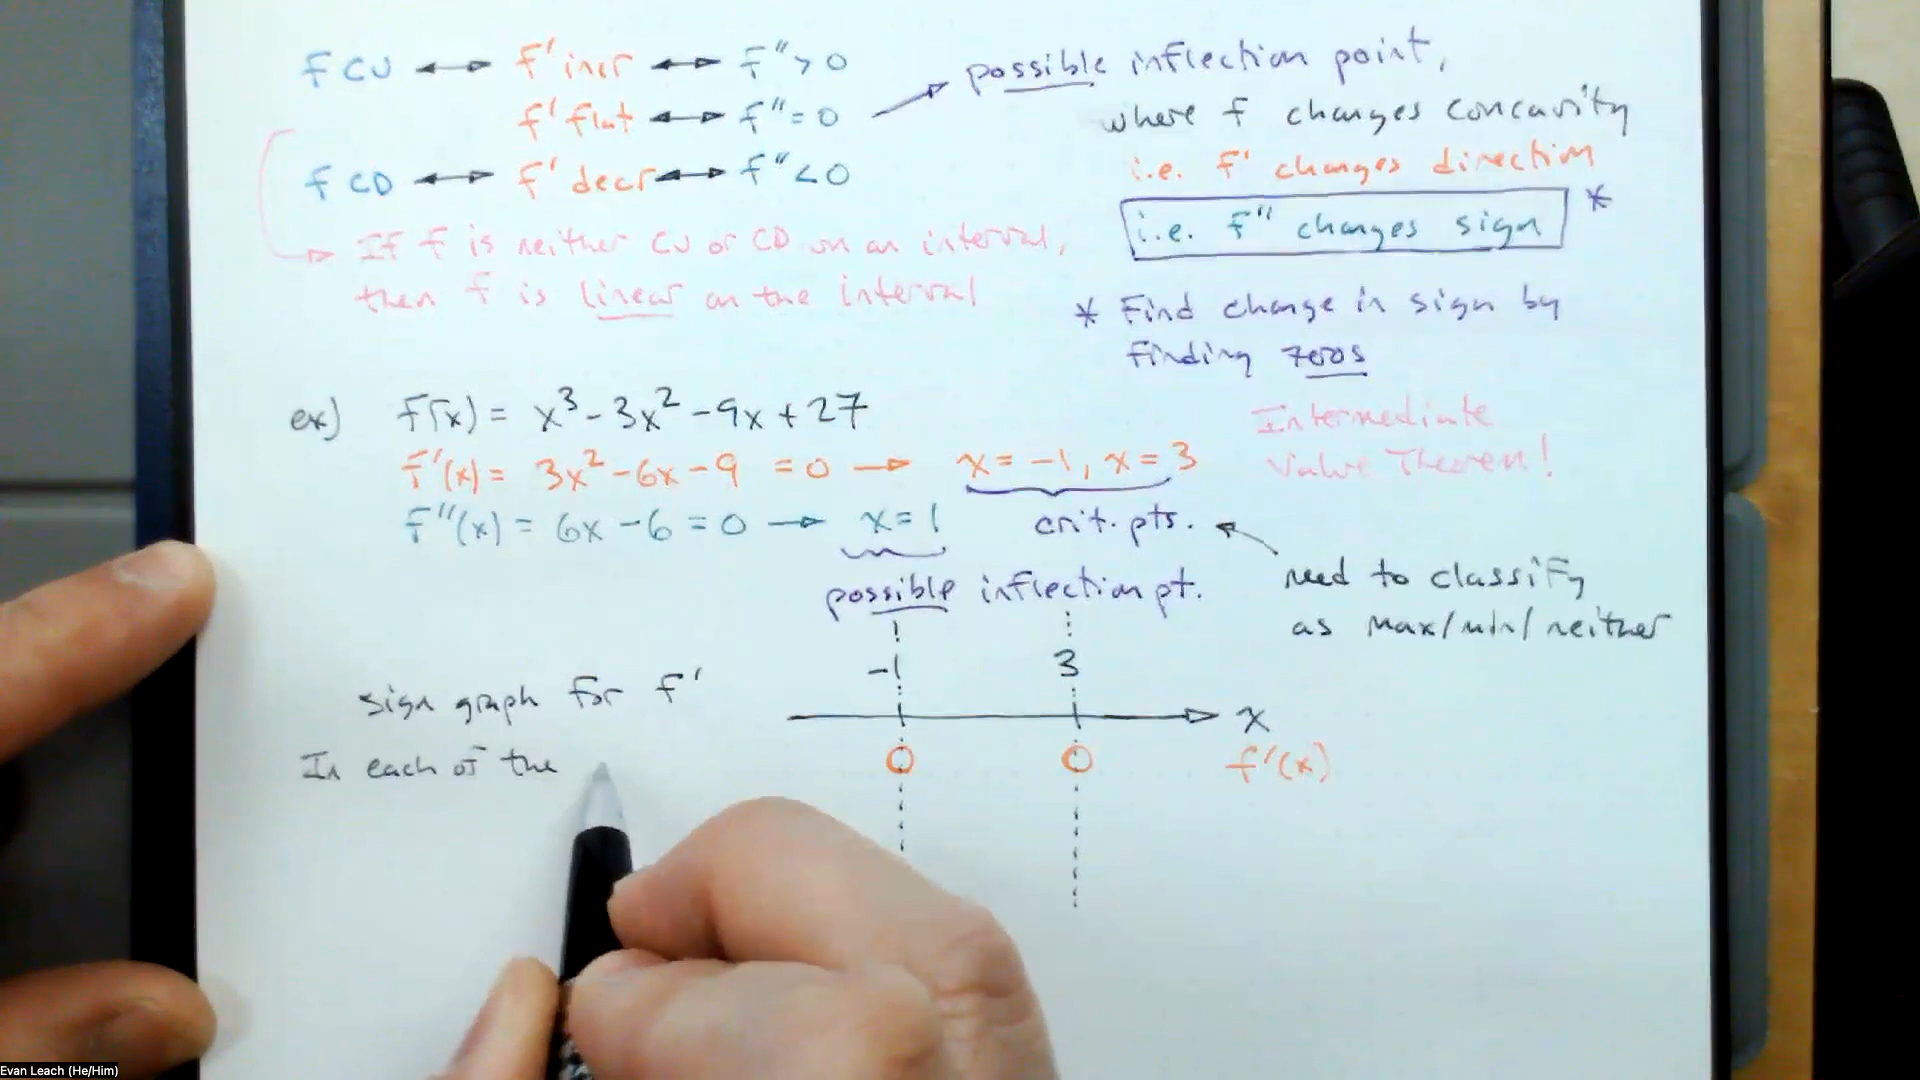 f CU ↔ f' incr ↔ f'' > 0
f' flat ↔ f'' = 0 → possible inflection point,
where f changes concavity
i.e. f' changes direction
i.e. f'' changes sign *
f CD ↔ f' decr ↔ f'' < 0
If f is neither CU or CD on an interval,
then f is linear on the interval
* Find change in sign by
finding zeros
Intermediate
Value Theorem!
ex) f(x) = x³ - 3x² - 9x + 27
f'(x) = 3x² - 6x - 9 = 0 → x = -1, x = 3
f''(x) = 6x - 6 = 0 → x = 1
crit. pts.
possible inflection pt.
need to classify
as max/min/neither
sign graph for f'
-1 3
x
In each of the
0 0 f'(x)
Evan Leach (He/Him)